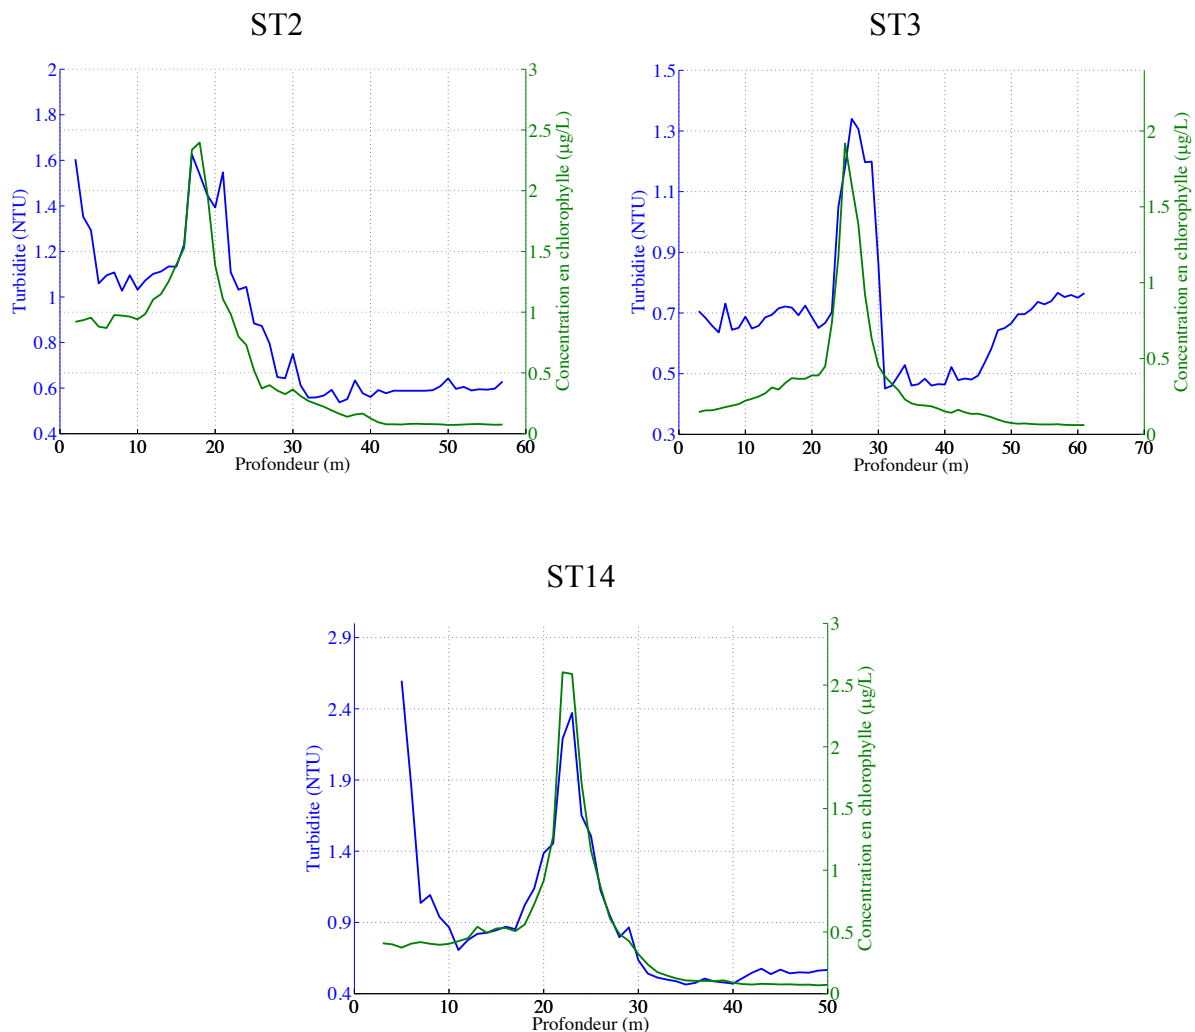 ST2
Turbidite (NTU)
2
1.8
1.6
1.4
1.2
1
0.8
0.6
0.4
3
2.5
2
1.5
1
0.5
0
Concentration en chlorophylle (µg/L)
0 10 20 30 40 50 60
Profondeur (m)
ST3
Turbidite (NTU)
1.5
1.3
1.1
0.9
0.7
0.5
0.3
2
1.5
1
0.5
0
Concentration en chlorophylle (µg/L)
0 10 20 30 40 50 60 70
Profondeur (m)
ST14
Turbidite (NTU)
2.9
2.4
1.9
1.4
0.9
0.4
3
2.5
2
1.5
1
0.5
0
Concentration en chlorophylle (µg/L)
0 10 20 30 40 50
Profondeur (m)